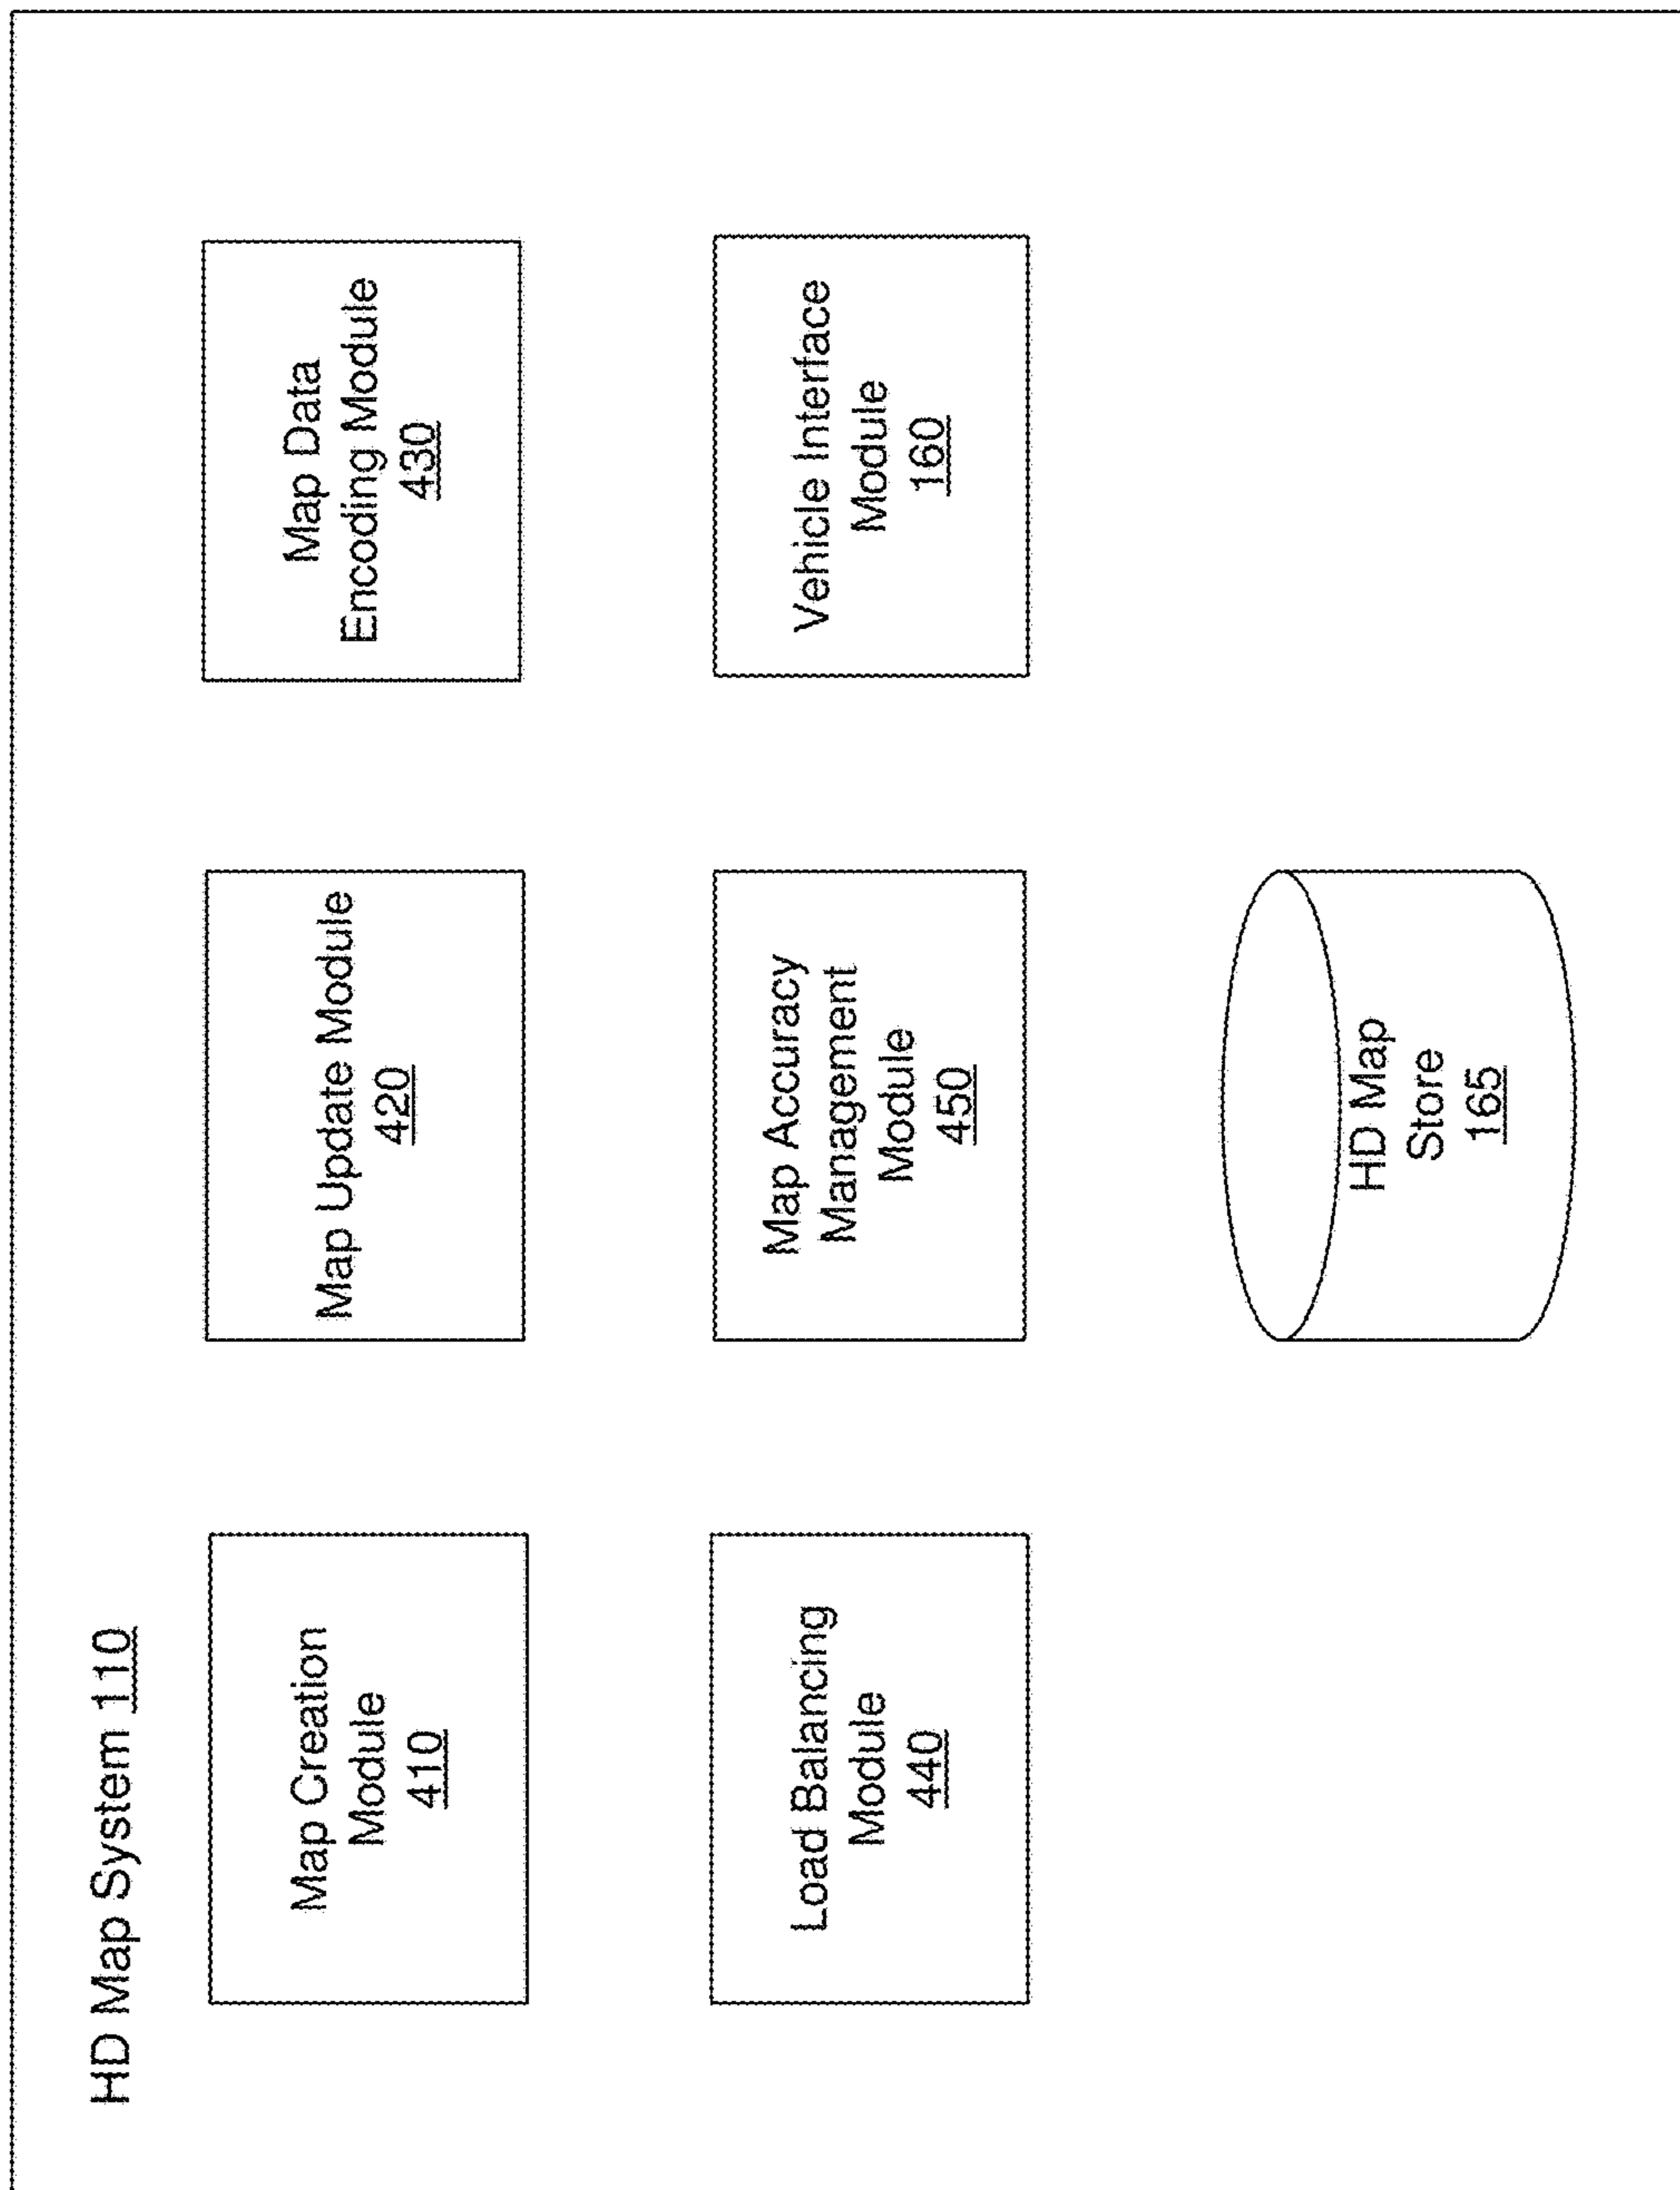 HD Map System 110
Map Creation
Module
410
Map Update Module
420
Map Data
Encoding Module
430
Load Balancing
Module
440
Map Accuracy
Management
Module
450
Vehicle Interface
Module
160
HD Map
Store
165